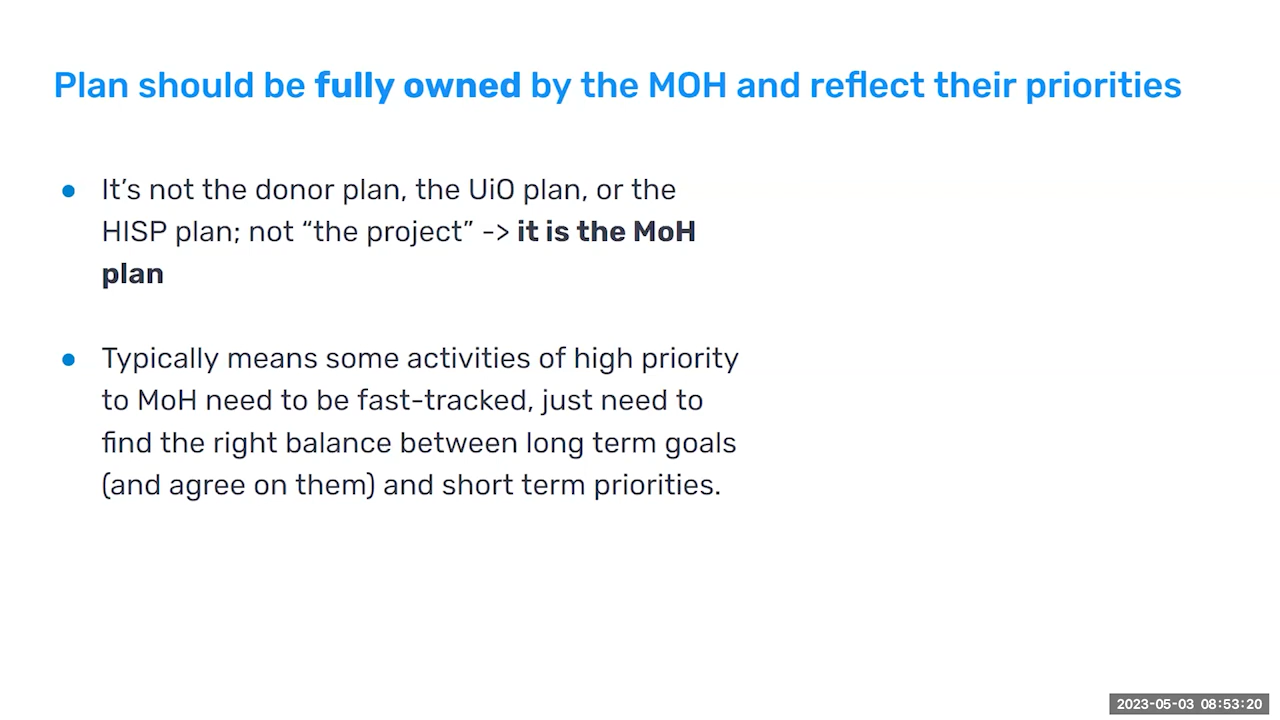 Plan should be fully owned by the MOH and reflect their priorities
● It’s not the donor plan, the UiO plan, or the
HISP plan; not “the project” -> it is the MoH
plan
● Typically means some activities of high priority
to MoH need to be fast-tracked, just need to
find the right balance between long term goals
(and agree on them) and short term priorities.
2023-05-03 08:53:20